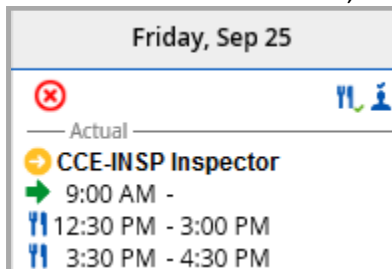 Friday, Sep 25
Actual
CCE-INSP Inspector
9:00 AM -
12:30 PM - 3:00 PM
3:30 PM - 4:30 PM